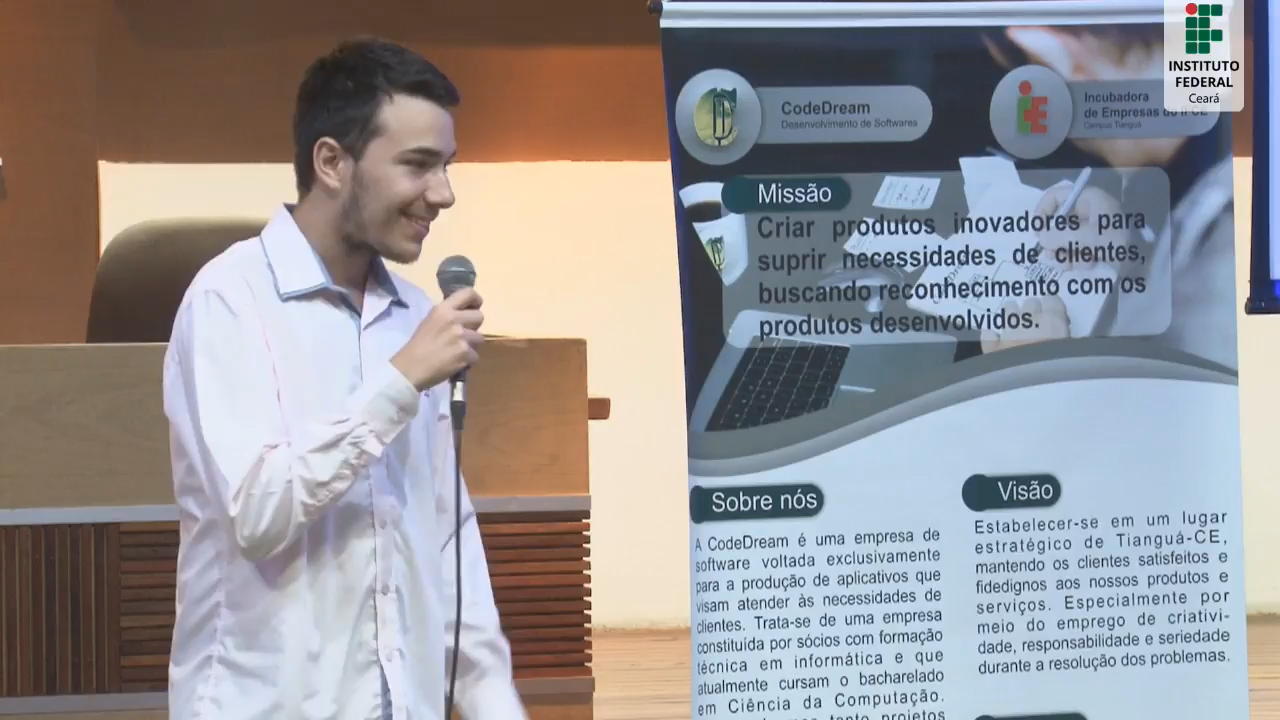 INSTITUTO
FEDERAL
Ceará
CodeDream
Desenvolvimento de Softwares
Incubadora
de Empresas do IFCE
Campus Tianguá
Missão
Criar produtos inovadores para
suprir necessidades de clientes,
buscando reconhecimento com os
produtos desenvolvidos.
Sobre nós
A CodeDream é uma empresa de
software voltada exclusivamente
para a produção de aplicativos que
visam atender às necessidades de
clientes. Trata-se de uma empresa
constituída por sócios com formação
técnica em informática e que
atualmente cursam o bacharelado
em Ciência da Computação.
tanto projetos
Visão
Estabelecer-se em um lugar
estratégico de Tianguá-CE,
mantendo os clientes satisfeitos e
fidedignos aos nossos produtos e
serviços. Especialmente por
meio do emprego de criativi-
dade, responsabilidade e seriedade
durante a resolução dos problemas.